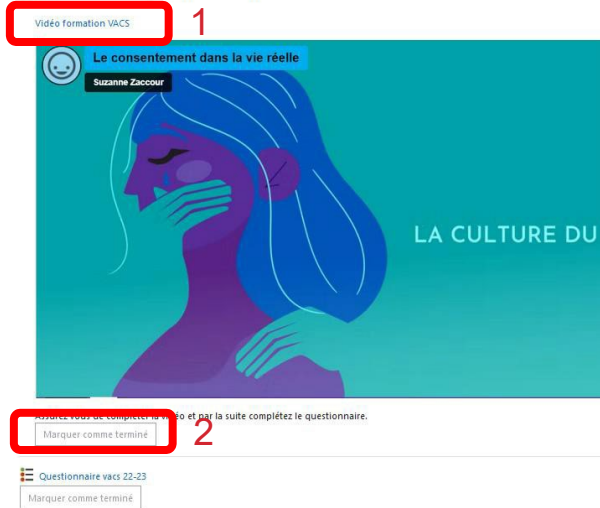 Vidéo formation VACS
1
Le consentement dans la vie réelle
Suzanne Zaccour
LA CULTURE DU
Assurez vous de compléter la vidéo et par la suite complétez le questionnaire.
Marquer comme terminé
2
Questionnaire vacs 22-23
Marquer comme terminé